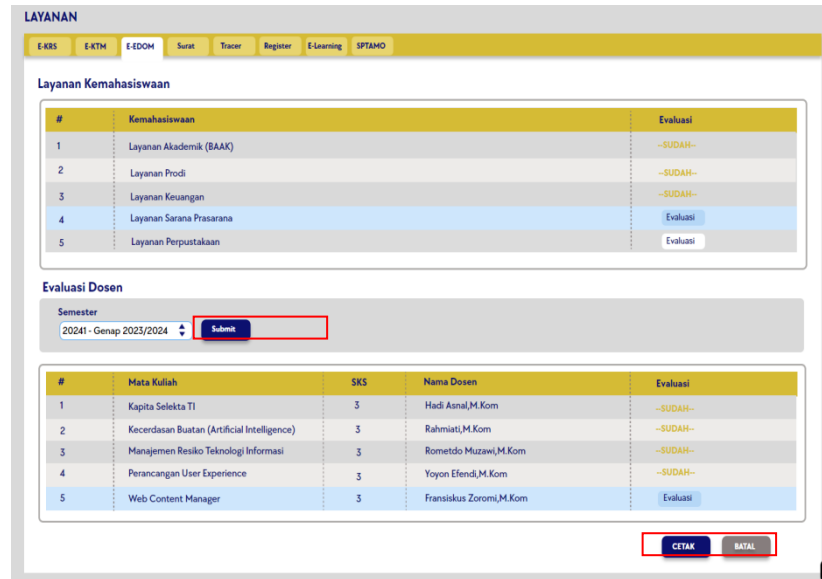 LAYANAN
E-KRS E-KTM E-EDOM Surat Tracer Register E-Learning SPTAMO
Layanan Kemahasiswaan
# Kemahasiswaan Evaluasi
1 Layanan Akademik (BAAK) --SUDAH--
2 Layanan Prodi --SUDAH--
3 Layanan Keuangan --SUDAH--
4 Layanan Sarana Prasarana Evaluasi
5 Layanan Perpustakaan Evaluasi
Evaluasi Dosen
Semester
20241 - Genap 2023/2024 Submit
# Mata Kuliah SKS Nama Dosen Evaluasi
1 Kapita Selekta TI 3 Hadi Asnal,M.Kom --SUDAH--
2 Kecerdasan Buatan (Artificial Intelligence) 3 Rahmiati,M.Kom --SUDAH--
3 Manajemen Resiko Teknologi Informasi 3 Rometdo Muzawi,M.Kom --SUDAH--
4 Perancangan User Experience 3 Yoyon Efendi,M.Kom --SUDAH--
5 Web Content Manager 3 Fransiskus Zoromi,M.Kom Evaluasi
CETAK BATAL